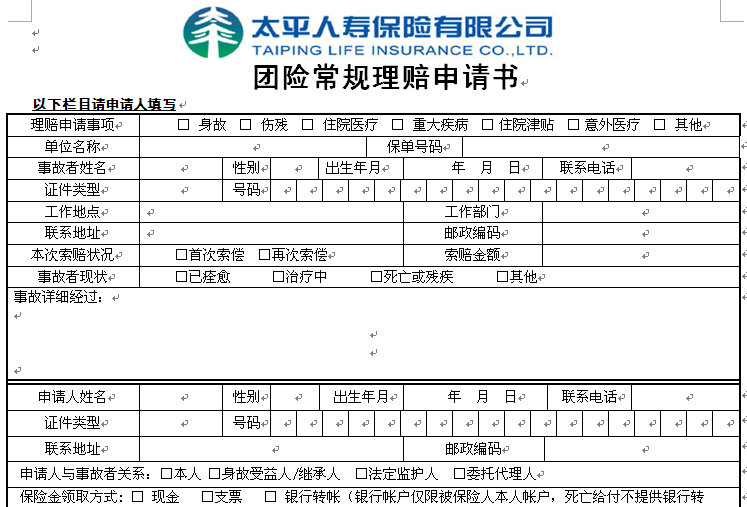 太平人寿保险有限公司
TAIPING LIFE INSURANCE CO.,LTD.
团险常规理赔申请书
以下栏目请申请人填写
理赔申请事项 □ 身故 □ 伤残 □ 住院医疗 □ 重大疾病 □ 住院津贴 □ 意外医疗 □ 其他
单位名称 保单号码
事故者姓名 性别 出生年月 年 月 日 联系电话
证件类型 号码
工作地点 工作部门
联系地址 邮政编码
本次索赔状况 □首次索偿 □再次索偿 索赔金额
事故者现状 □已痊愈 □治疗中 □死亡或残疾 □其他
事故详细经过：
申请人姓名 性别 出生年月 年 月 日 联系电话
证件类型 号码
联系地址 邮政编码
申请人与事故者关系：□本人 □身故受益人/继承人 □法定监护人 □委托代理人
保险金领取方式：□ 现金 □支票 □ 银行转帐（银行帐户仅限被保险人本人帐户，死亡给付不提供银行转